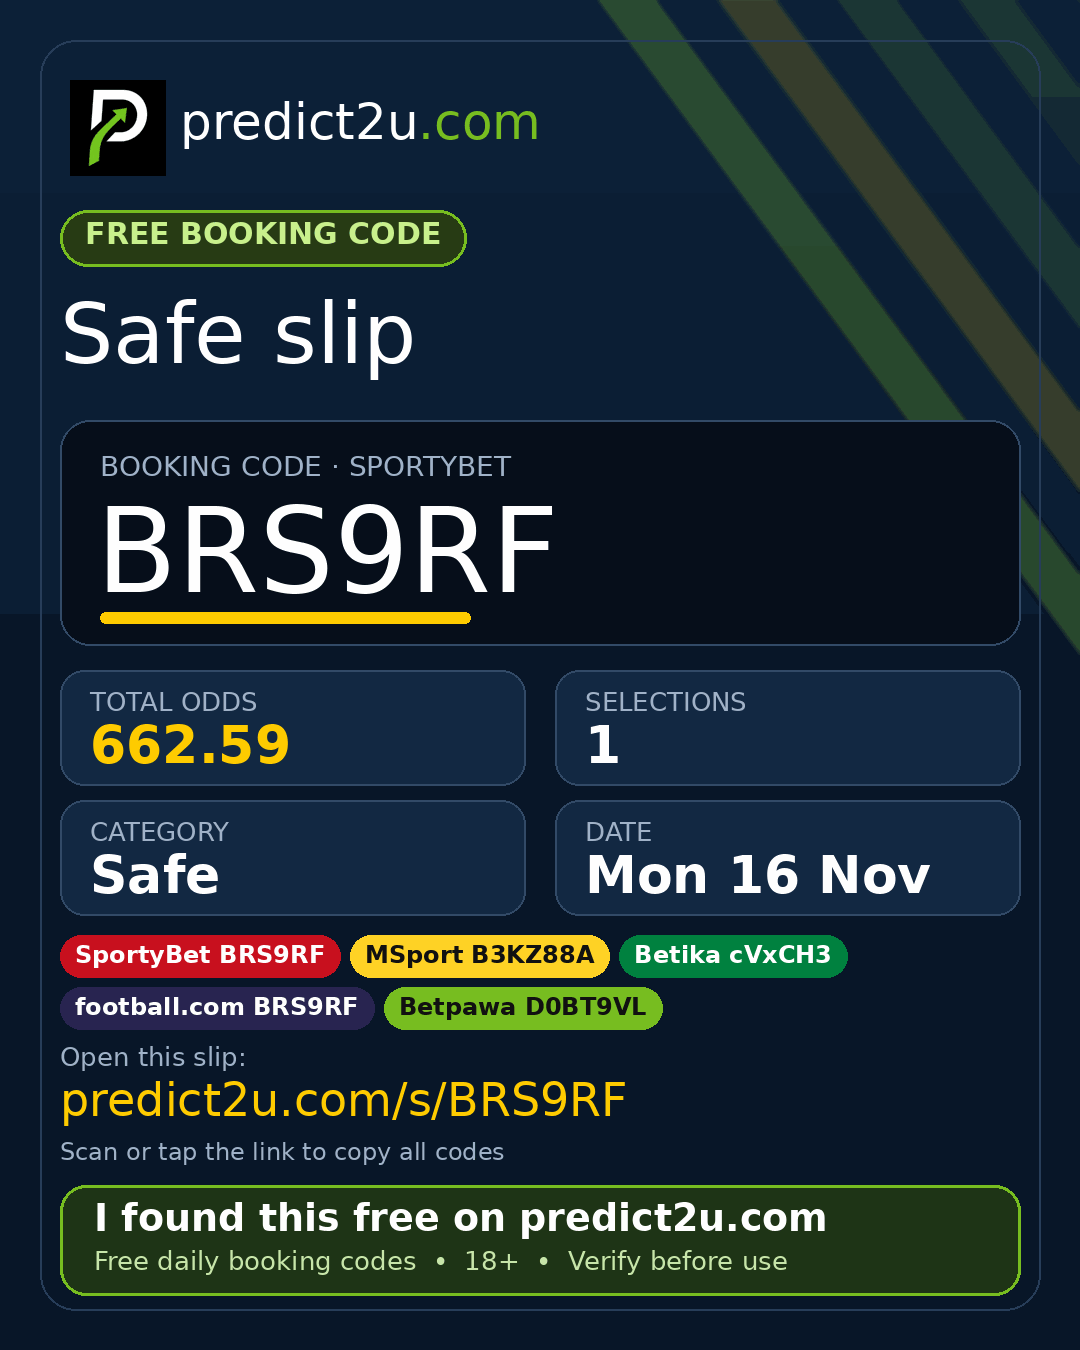 predict2u.com
FREE BOOKING CODE
Safe slip
BOOKING CODE · SPORTYBET
BRS9RF
TOTAL ODDS
662.59
SELECTIONS
1
CATEGORY
Safe
DATE
Mon 16 Nov
SportyBet BRS9RF
MSport B3KZ88A
Betika cVxCH3
football.com BRS9RF
Betpawa D0BT9VL
Open this slip:
predict2u.com/s/BRS9RF
Scan or tap the link to copy all codes
I found this free on predict2u.com
Free daily booking codes • 18+ • Verify before use